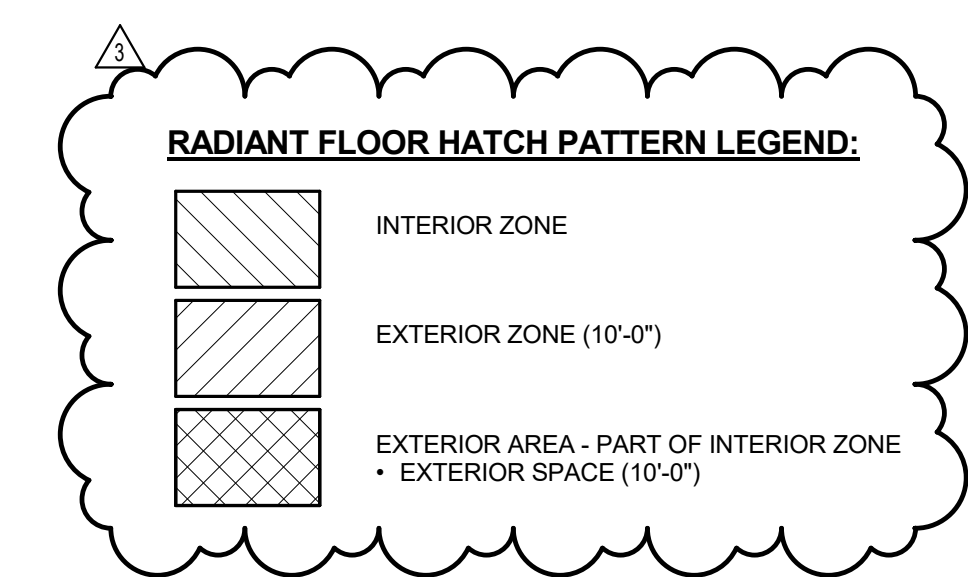 3
RADIANT FLOOR HATCH PATTERN LEGEND:
INTERIOR ZONE
EXTERIOR ZONE (10'-0")
EXTERIOR AREA - PART OF INTERIOR ZONE
• EXTERIOR SPACE (10'-0")